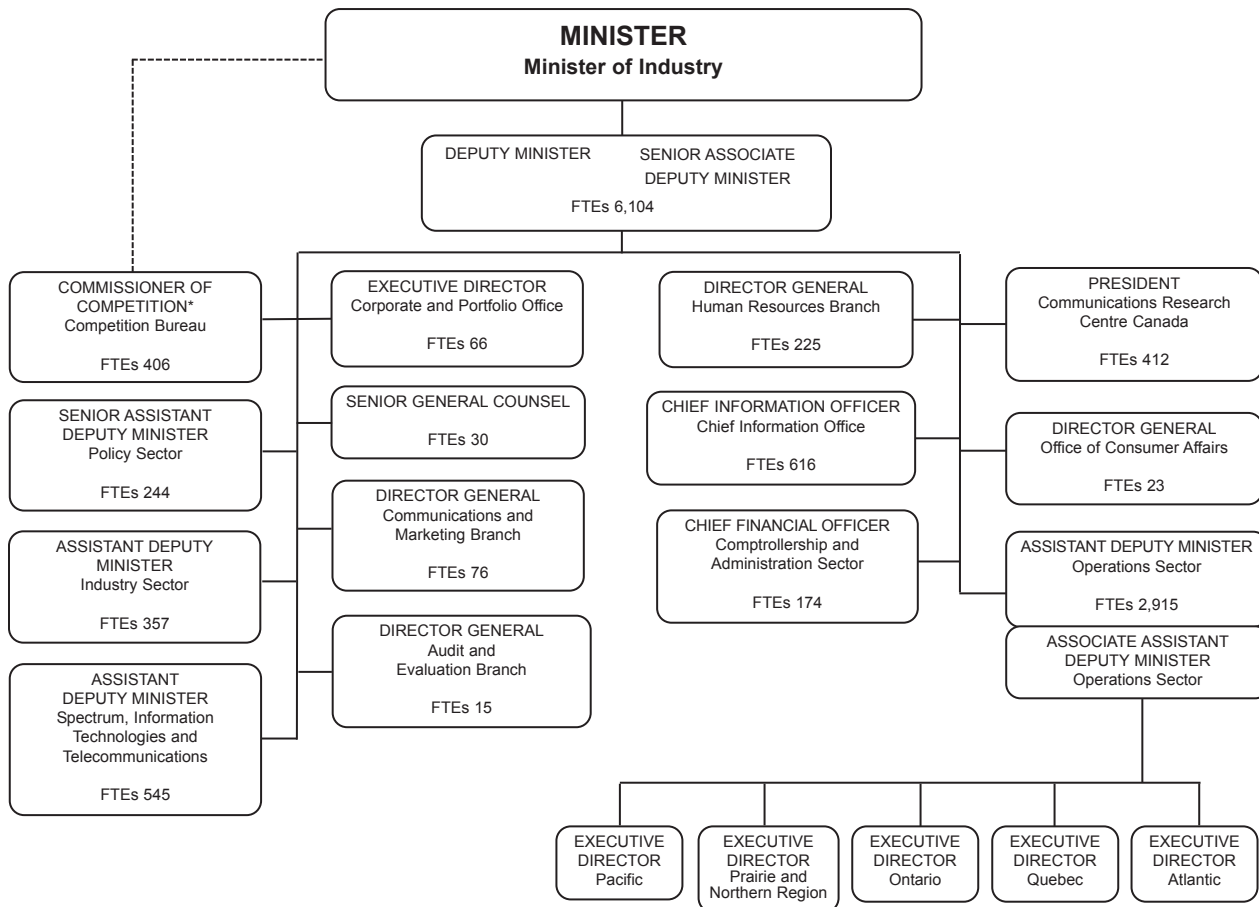 MINISTER
Minister of Industry
DEPUTY MINISTER
SENIOR ASSOCIATE
DEPUTY MINISTER
FTEs 6,104
COMMISSIONER OF
COMPETITION*
Competition Bureau
FTEs 406
SENIOR ASSISTANT
DEPUTY MINISTER
Policy Sector
FTEs 244
ASSISTANT DEPUTY
MINISTER
Industry Sector
FTEs 357
ASSISTANT
DEPUTY MINISTER
Spectrum, Information
Technologies and
Telecommunications
FTEs 545
EXECUTIVE DIRECTOR
Corporate and Portfolio Office
FTEs 66
SENIOR GENERAL COUNSEL
FTEs 30
DIRECTOR GENERAL
Communications and
Marketing Branch
FTEs 76
DIRECTOR GENERAL
Audit and
Evaluation Branch
FTEs 15
DIRECTOR GENERAL
Human Resources Branch
FTEs 225
CHIEF INFORMATION OFFICER
Chief Information Office
FTEs 616
CHIEF FINANCIAL OFFICER
Comptrollership and
Administration Sector
FTEs 174
PRESIDENT
Communications Research
Centre Canada
FTEs 412
DIRECTOR GENERAL
Office of Consumer Affairs
FTEs 23
ASSISTANT DEPUTY MINISTER
Operations Sector
FTEs 2,915
ASSOCIATE ASSISTANT
DEPUTY MINISTER
Operations Sector
EXECUTIVE
DIRECTOR
Pacific
EXECUTIVE
DIRECTOR
Prairie and
Northern Region
EXECUTIVE
DIRECTOR
Ontario
EXECUTIVE
DIRECTOR
Quebec
EXECUTIVE
DIRECTOR
Atlantic